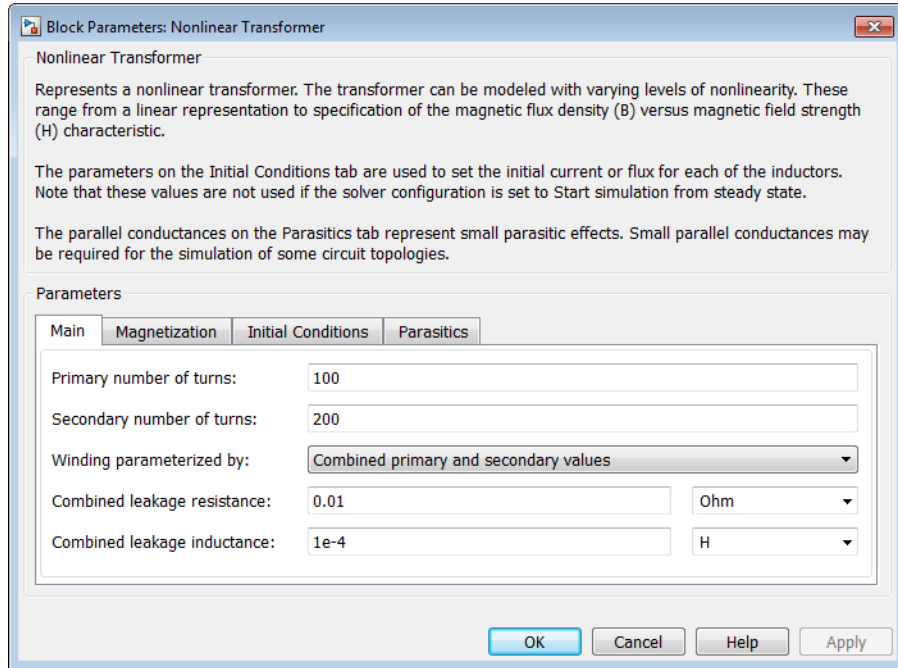 Block Parameters: Nonlinear Transformer
Nonlinear Transformer
Represents a nonlinear transformer. The transformer can be modeled with varying levels of nonlinearity. These
range from a linear representation to specification of the magnetic flux density (B) versus magnetic field strength
(H) characteristic.
The parameters on the Initial Conditions tab are used to set the initial current or flux for each of the inductors.
Note that these values are not used if the solver configuration is set to Start simulation from steady state.
The parallel conductances on the Parasitics tab represent small parasitic effects. Small parallel conductances may
be required for the simulation of some circuit topologies.
Parameters
Main Magnetization Initial Conditions Parasitics
Primary number of turns: 100
Secondary number of turns: 200
Winding parameterized by: Combined primary and secondary values
Combined leakage resistance: 0.01 Ohm
Combined leakage inductance: 1e-4 H
OK Cancel Help Apply